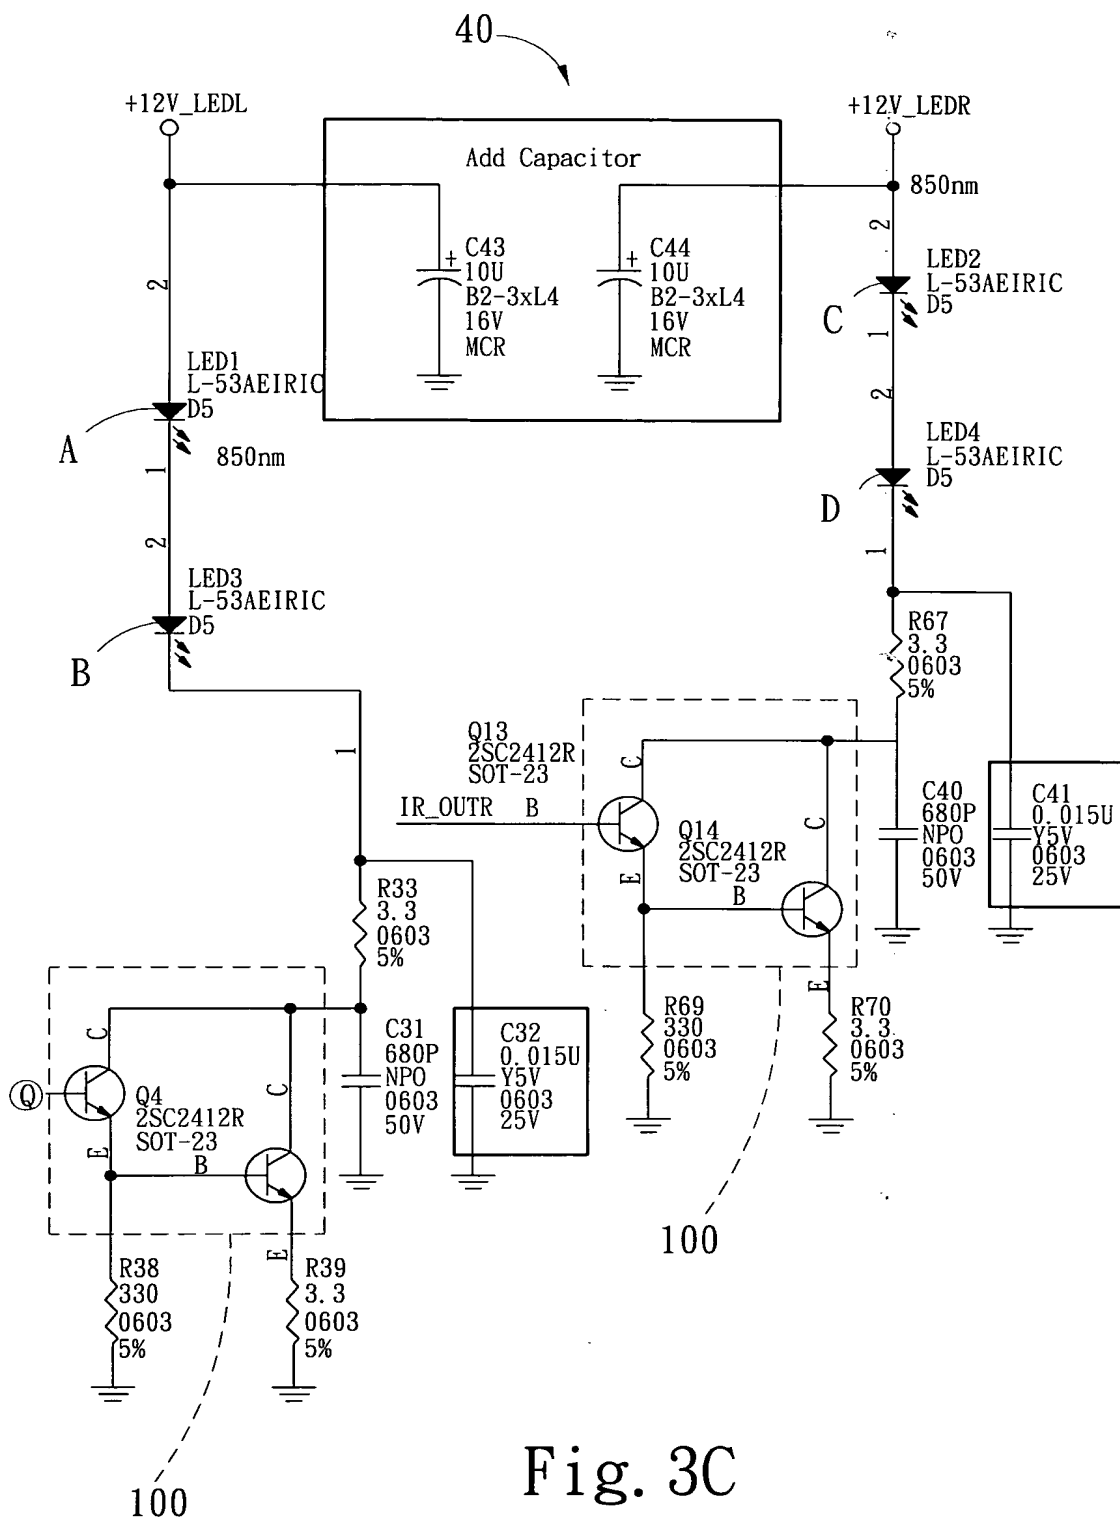 40
+12V_LEDL
+12V_LEDR
Add Capacitor
850nm
2
C43
10U
B2-3xL4
16V
MCR
+
C44
10U
B2-3xL4
16V
MCR
+
LED2
L-53AEIRIC
D5
C
1
2
2
LED1
L-53AEIRIC
D5
A
850nm
1
LED4
L-53AEIRIC
D5
D
1
2
LED3
L-53AEIRIC
D5
B
R67
3.3
0603
5%
1
Q13
2SC2412R
SOT-23
IR_OUTR
B
C
E
Q14
2SC2412R
SOT-23
B
C
E
C40
680P
NPO
0603
50V
C41
0.015U
Y5V
0603
25V
R33
3.3
0603
5%
R69
330
0603
5%
R70
3.3
0603
5%
C31
680P
NPO
0603
50V
C32
0.015U
Y5V
0603
25V
Q
C
E
Q4
2SC2412R
SOT-23
B
C
E
R38
330
0603
5%
R39
3.3
0603
5%
100
100
Fig. 3C